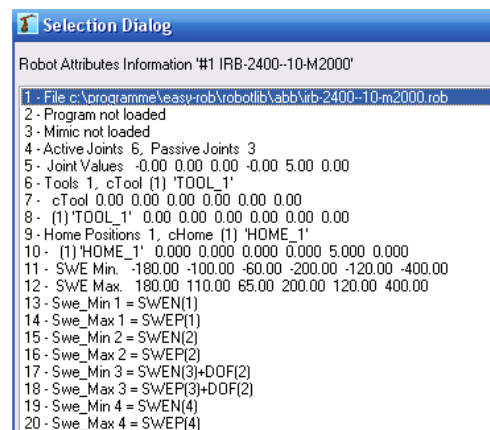 Selection Dialog
Robot Attributes Information '#1 IRB-2400--10-M2000'
1 - File c:\programme\easy-rob\robotlib\abb\irb-2400--10-m2000.rob
2 - Program not loaded
3 - Mimic not loaded
4 - Active Joints  6,  Passive Joints  3
5 -  Joint Values  -0.00  0.00  0.00  -0.00  5.00  0.00
6 - Tools  1,  cTool  (1)  'TOOL_1'
7 -   cTool  0.00  0.00  0.00  0.00  0.00  0.00
8 -  (1) 'TOOL_1'  0.00  0.00  0.00  0.00  0.00  0.00
9 - Home Positions  1,  cHome  (1)  'HOME_1'
10 -  (1) 'HOME_1'  0.000  0.000  0.000  0.000  5.000  0.000
11 - SWE Min.  -180.00  -100.00  -60.00  -200.00  -120.00  -400.00
12 - SWE Max.  180.00  110.00  65.00  200.00  120.00  400.00
13 - Swe_Min 1 = SWEN(1)
14 - Swe_Max 1 = SWEP(1)
15 - Swe_Min 2 = SWEN(2)
16 - Swe_Max 2 = SWEP(2)
17 - Swe_Min 3 = SWEN(3)+DOF(2)
18 - Swe_Max 3 = SWEP(3)+DOF(2)
19 - Swe_Min 4 = SWEN(4)
20 - Swe_Max 4 = SWEP(4)